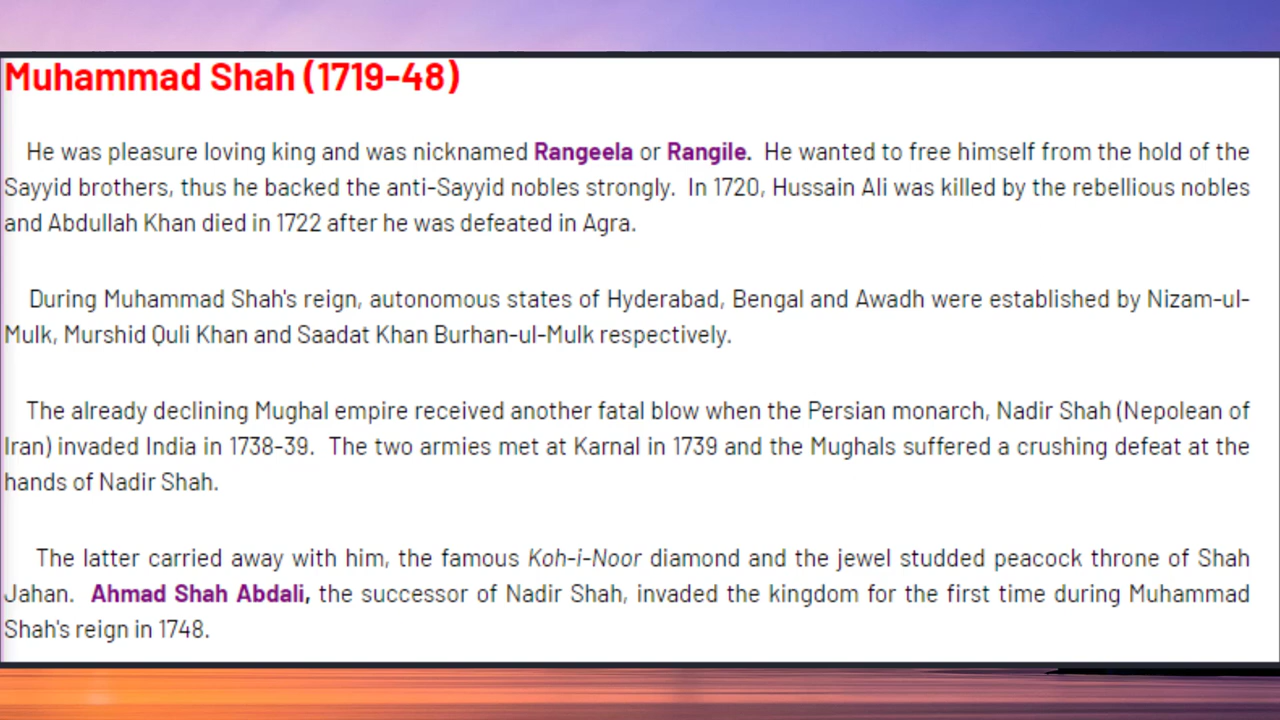 Muhammad Shah (1719-48)
He was pleasure loving king and was nicknamed Rangeela or Rangile. He wanted to free himself from the hold of the
Sayyid brothers, thus he backed the anti-Sayyid nobles strongly. In 1720, Hussain Ali was killed by the rebellious nobles
and Abdullah Khan died in 1722 after he was defeated in Agra.
During Muhammad Shah's reign, autonomous states of Hyderabad, Bengal and Awadh were established by Nizam-ul-
Mulk, Murshid Quli Khan and Saadat Khan Burhan-ul-Mulk respectively.
The already declining Mughal empire received another fatal blow when the Persian monarch, Nadir Shah (Nepolean of
Iran) invaded India in 1738-39. The two armies met at Karnal in 1739 and the Mughals suffered a crushing defeat at the
hands of Nadir Shah.
The latter carried away with him, the famous Koh-i-Noor diamond and the jewel studded peacock throne of Shah
Jahan. Ahmad Shah Abdali, the successor of Nadir Shah, invaded the kingdom for the first time during Muhammad
Shah's reign in 1748.